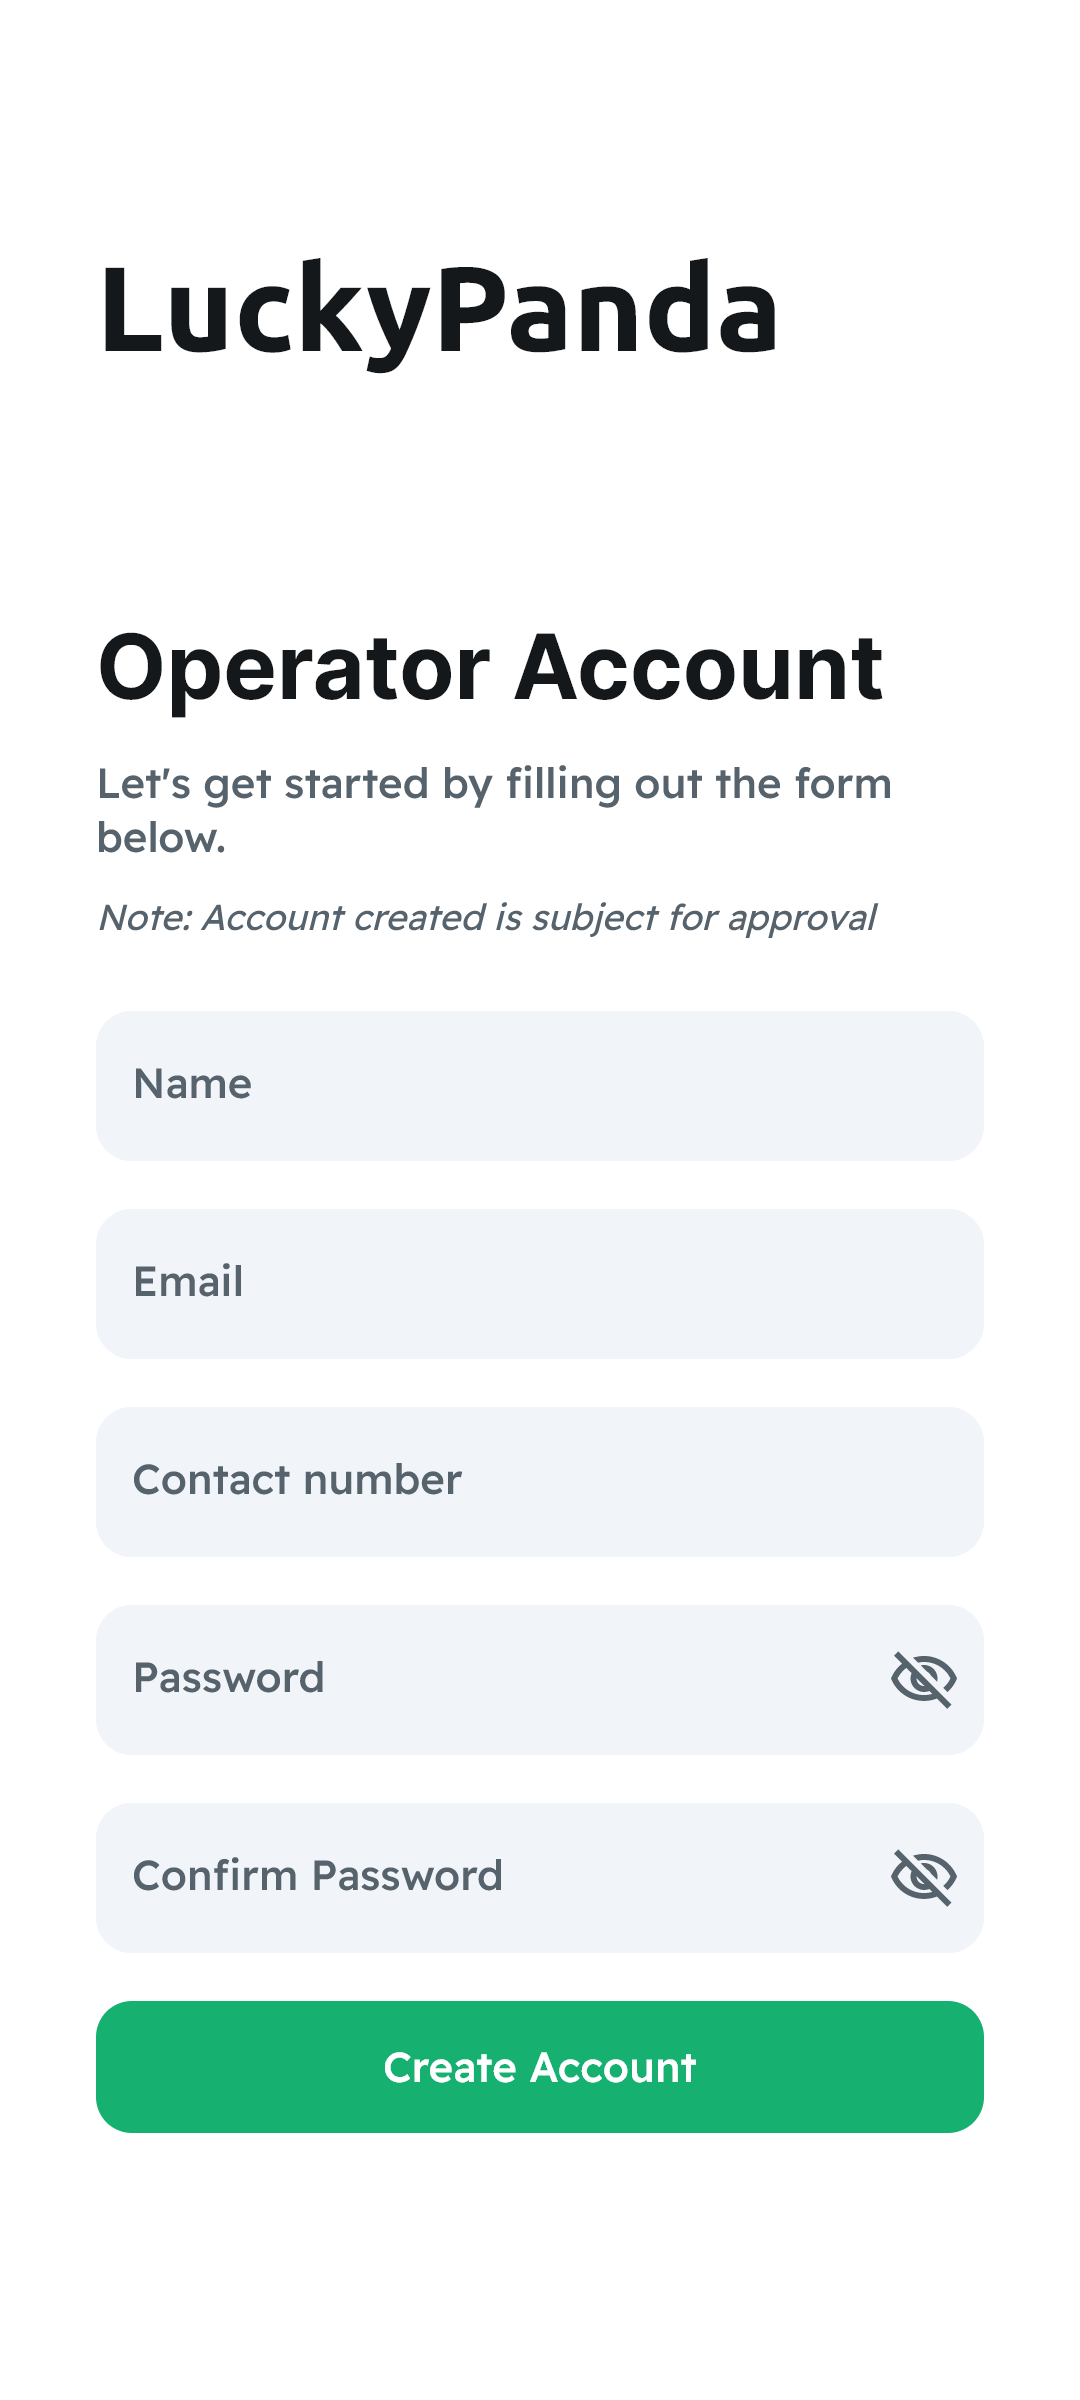 LuckyPanda
Operator Account
Let's get started by filling out the form
below.
Note: Account created is subject for approval
Name
Email
Contact number
Password
Confirm Password
Create Account